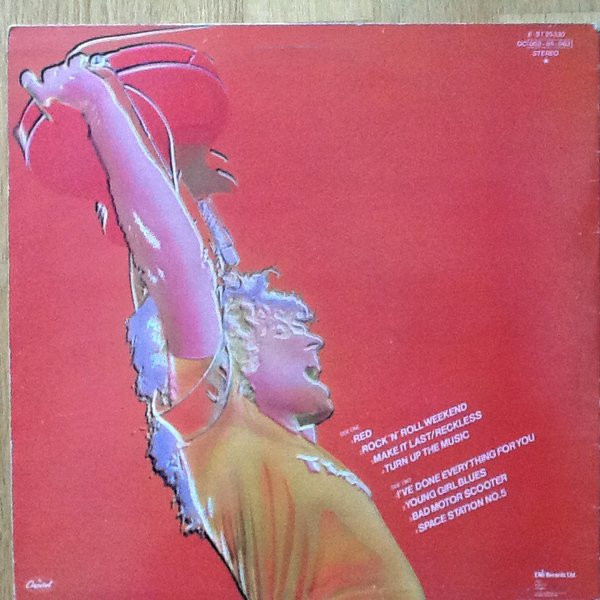 STEREO
SIDE ONE
RED
ROCK 'N' ROLL WEEKEND
MAKE IT LAST/RECKLESS
TURN UP THE MUSIC
SIDE TWO
I'VE DONE EVERYTHING FOR YOU
YOUNG GIRL BLUES
BAD MOTOR SCOOTER
SPACE STATION NO.5
Capitol
EMI Records Ltd.